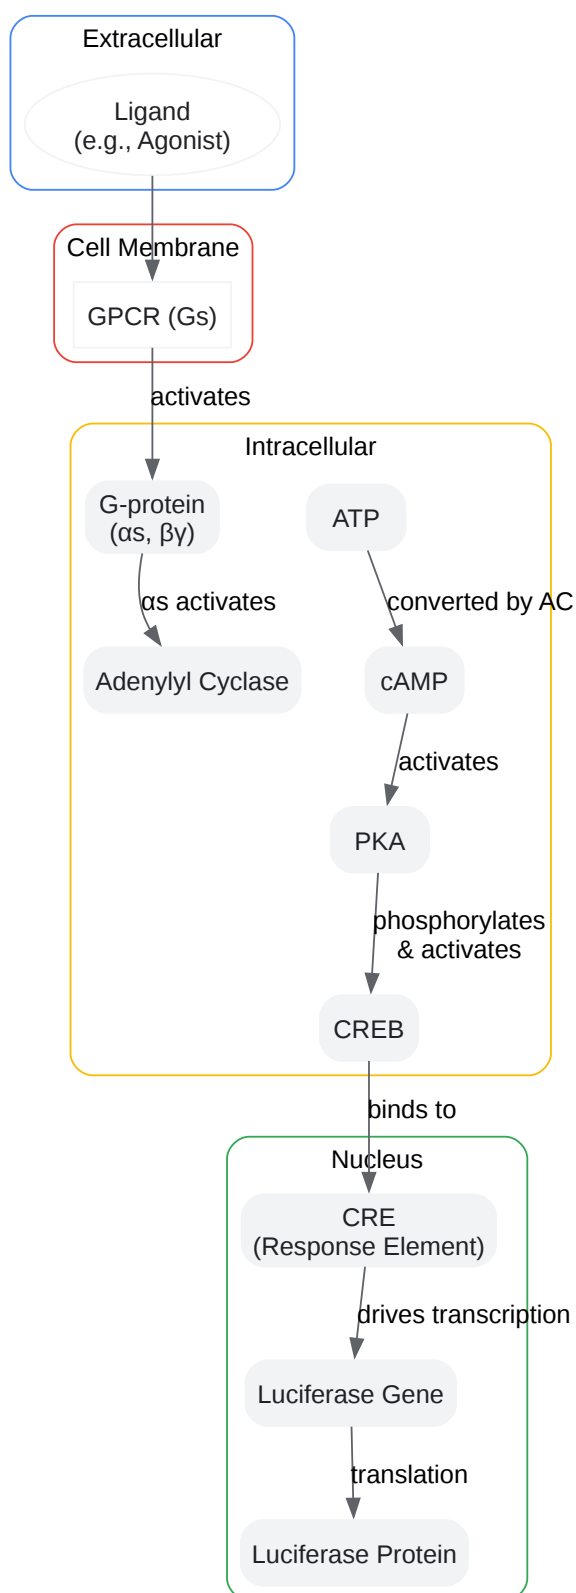 Extracellular
Ligand
(e.g., Agonist)
Cell Membrane
GPCR (Gs)
activates
Intracellular
G-protein
(αs, βγ)
ATP
αs activates
converted by AC
Adenylyl Cyclase
cAMP
activates
PKA
phosphorylates
& activates
CREB
binds to
Nucleus
CRE
(Response Element)
drives transcription
Luciferase Gene
translation
Luciferase Protein